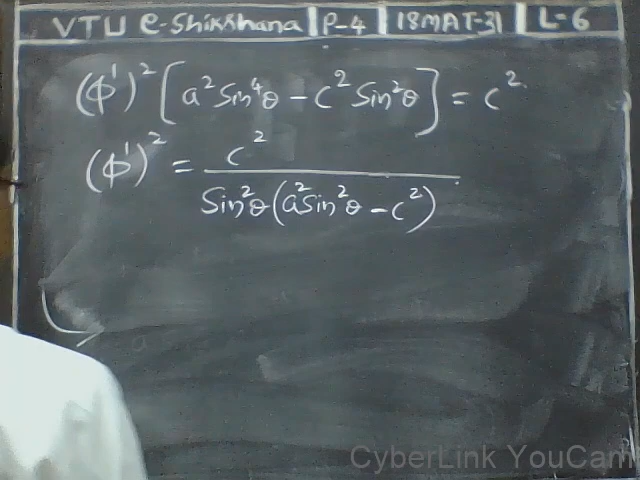 VTU e-Shikshana | P-4 | 18MAT-31 | L-6
(ϕ')² [a² Sin⁴θ - c² Sin²θ] = c²
(ϕ')² = c² / Sin²θ (a² Sin²θ - c²)
CyberLink YouCam